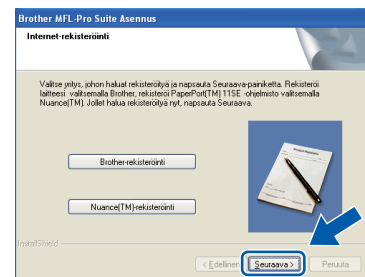 Brother MFL-Pro Suite Asennus
Internet-rekisteröinti
Valitse yritys, johon haluat rekisteröityä ja napsauta Seuraava-painiketta. Rekisteröi
laitteesi valitsemalla Brother, rekisteröi PaperPort(TM) 11SE -ohjelmisto valitsemalla
Nuance(TM). Jollet halua rekisteröityä nyt, napsauta Seuraava.
Brother-rekisteröinti
Nuance(TM)-rekisteröinti
InstallShield
< Edellinen
Seuraava >
Peruuta